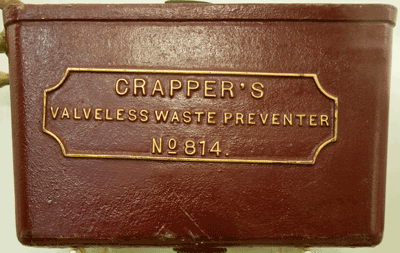 CRAPPER'S
VALVELESS WASTE PREVENTER
No 814.